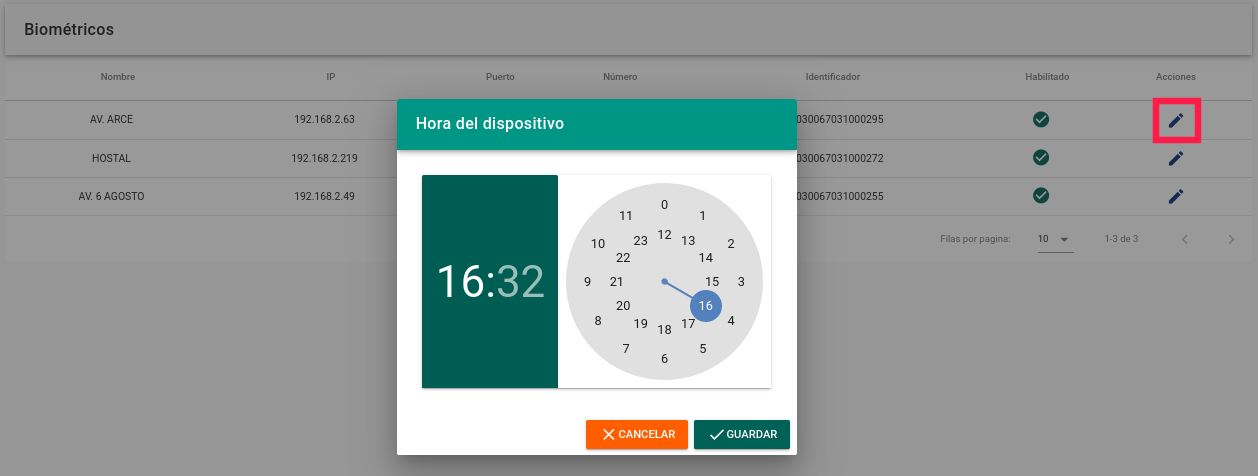 Biométricos
Nombre IP Puerto Número Identificador Habilitado Acciones
AV. ARCE 192.168.2.63 030067031000295
HOSTAL 192.168.2.219 030067031000272
AV. 6 AGOSTO 192.168.2.49 030067031000255
Filas por pagina: 10 1-3 de 3
Hora del dispositivo
16:32
0
11 1
12
23 13
10 2
22 14
9 21 15 3
20 16
8 4
19 17
18
7 5
6
CANCELAR GUARDAR